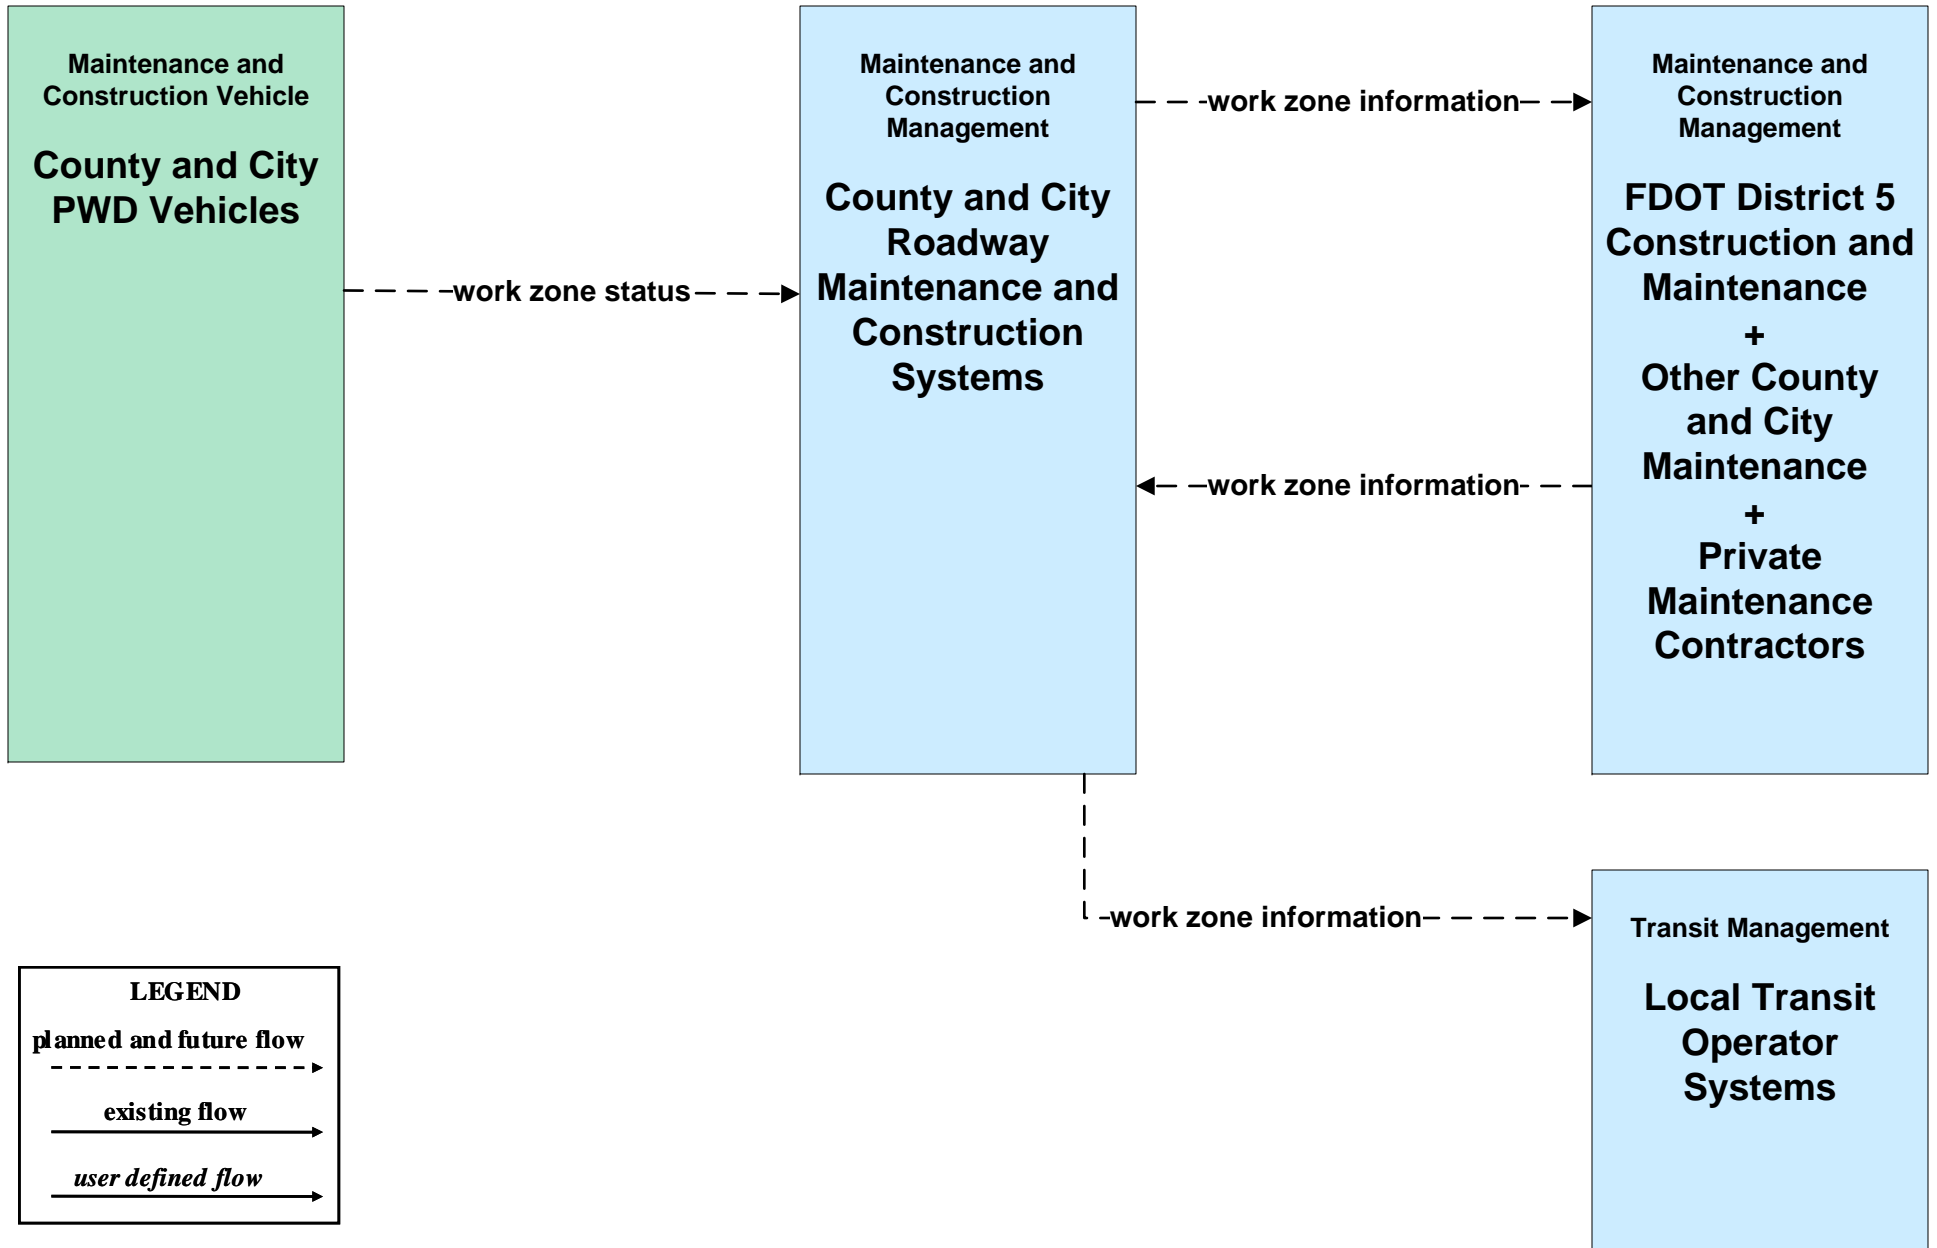 Maintenance and
Construction Vehicle
County and City
PWD Vehicles
work zone status
Maintenance and
Construction
Management
County and City
Roadway
Maintenance and
Construction
Systems
work zone information
work zone information
Maintenance and
Construction
Management
FDOT District 5
Construction and
Maintenance
+
Other County
and City
Maintenance
+
Private
Maintenance
Contractors
work zone information
Transit Management
Local Transit
Operator
Systems
LEGEND
planned and future flow
existing flow
user defined flow